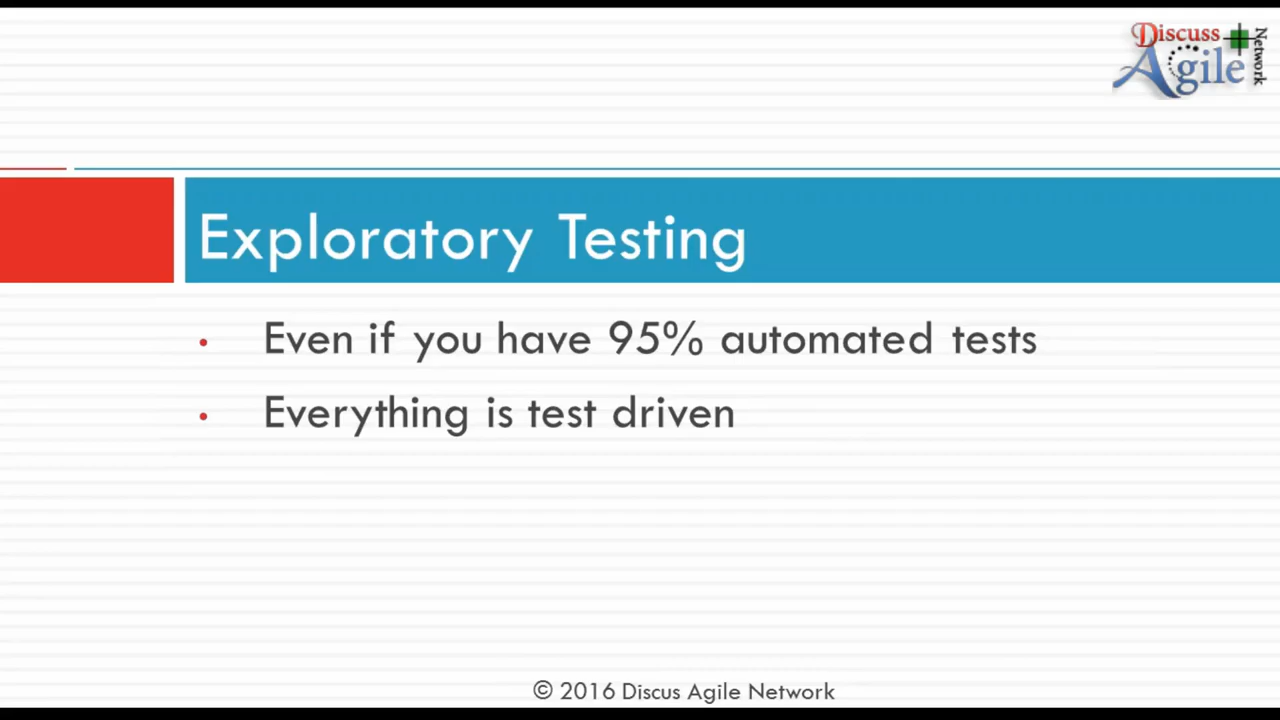 Discuss
Agile
Network
Exploratory Testing
• Even if you have 95% automated tests
• Everything is test driven
© 2016 Discus Agile Network